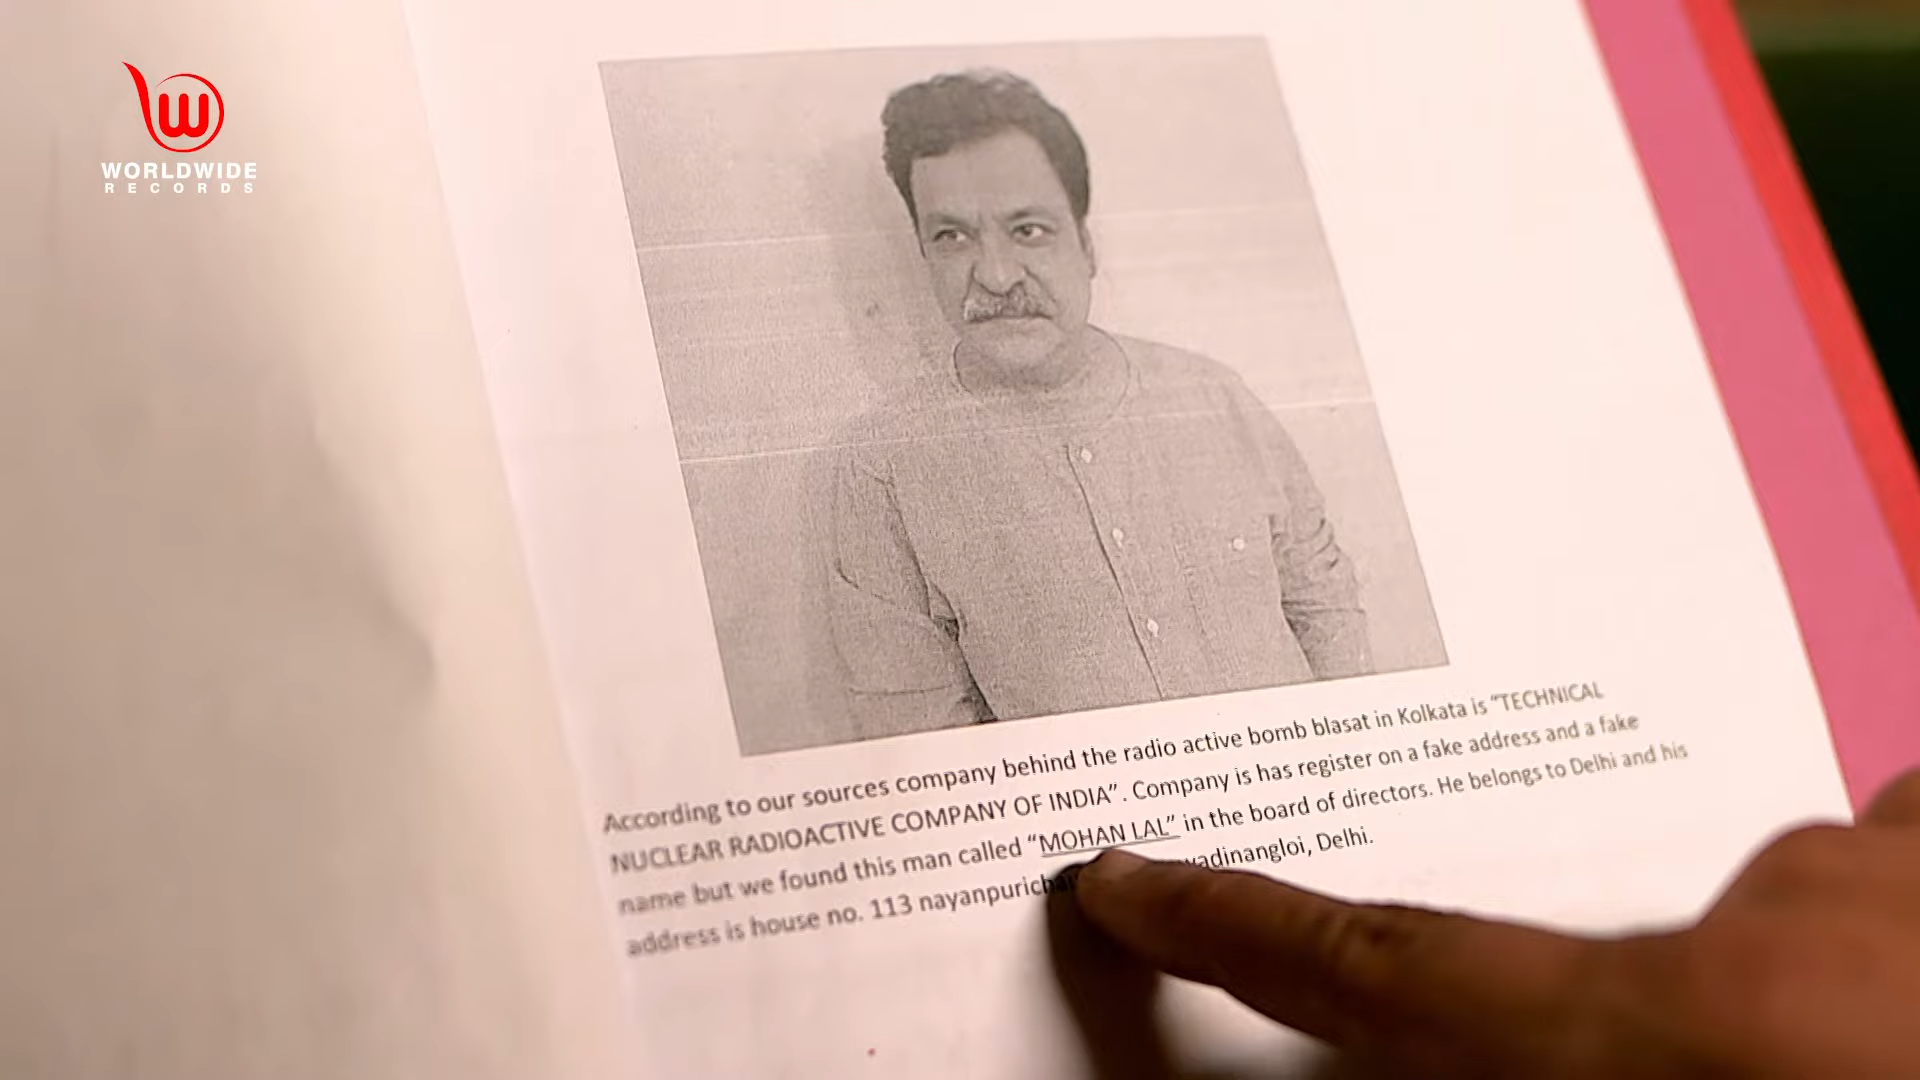 WORLDWIDE
RECORDS
According to our sources company behind the radio active bomb blasat in Kolkata is "TECHNICAL
NUCLEAR RADIOACTIVE COMPANY OF INDIA". Company is has register on a fake address and a fake
name but we found this man called "MOHAN LAL" in the board of directors. He belongs to Delhi and his
address is house no. 113 Delhi.